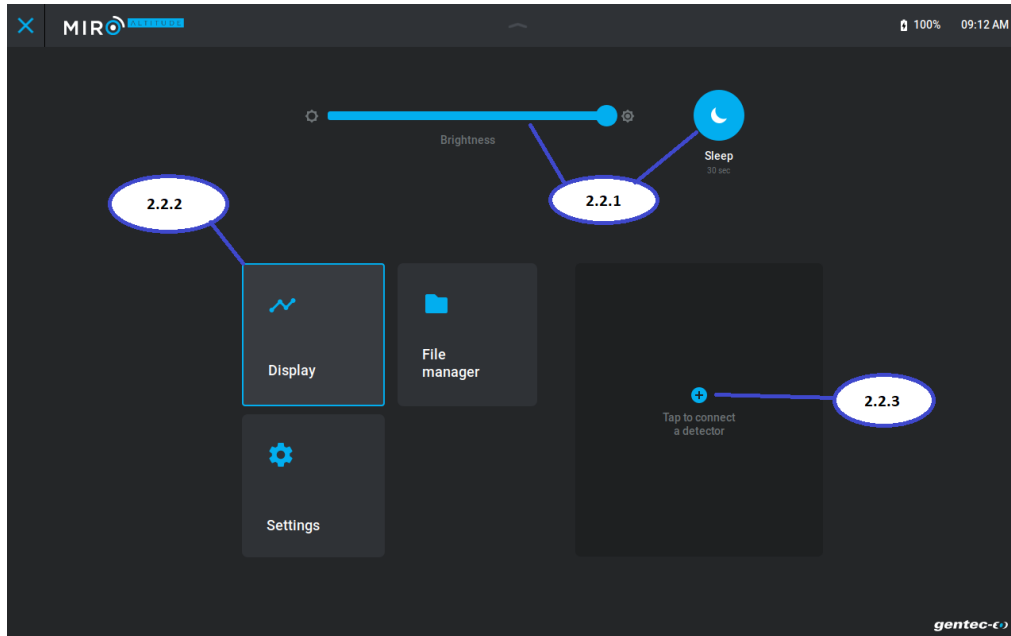 MIRO ALTITUDE
100% 09:12 AM
Brightness
Sleep
30 sec
2.2.1
2.2.2
Display
File
manager
Tap to connect
a detector
2.2.3
Settings
gentec-eo